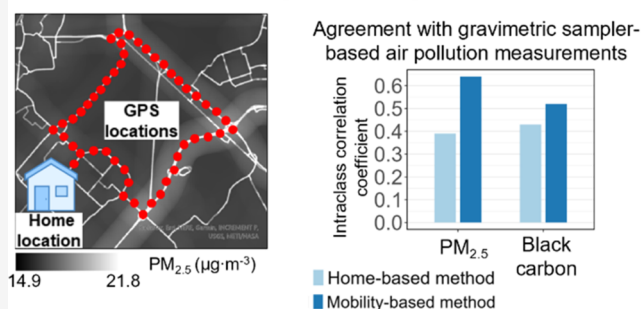 GPS
locations
Home
location
14.9
21.8
PM2.5 (µg·m-3)
Agreement with gravimetric sampler-
based air pollution measurements
Intraclass correlation
coefficient
0.6
0.5
0.4
0.3
0.2
0.1
0.0
PM2.5
Black
carbon
Home-based method
Mobility-based method